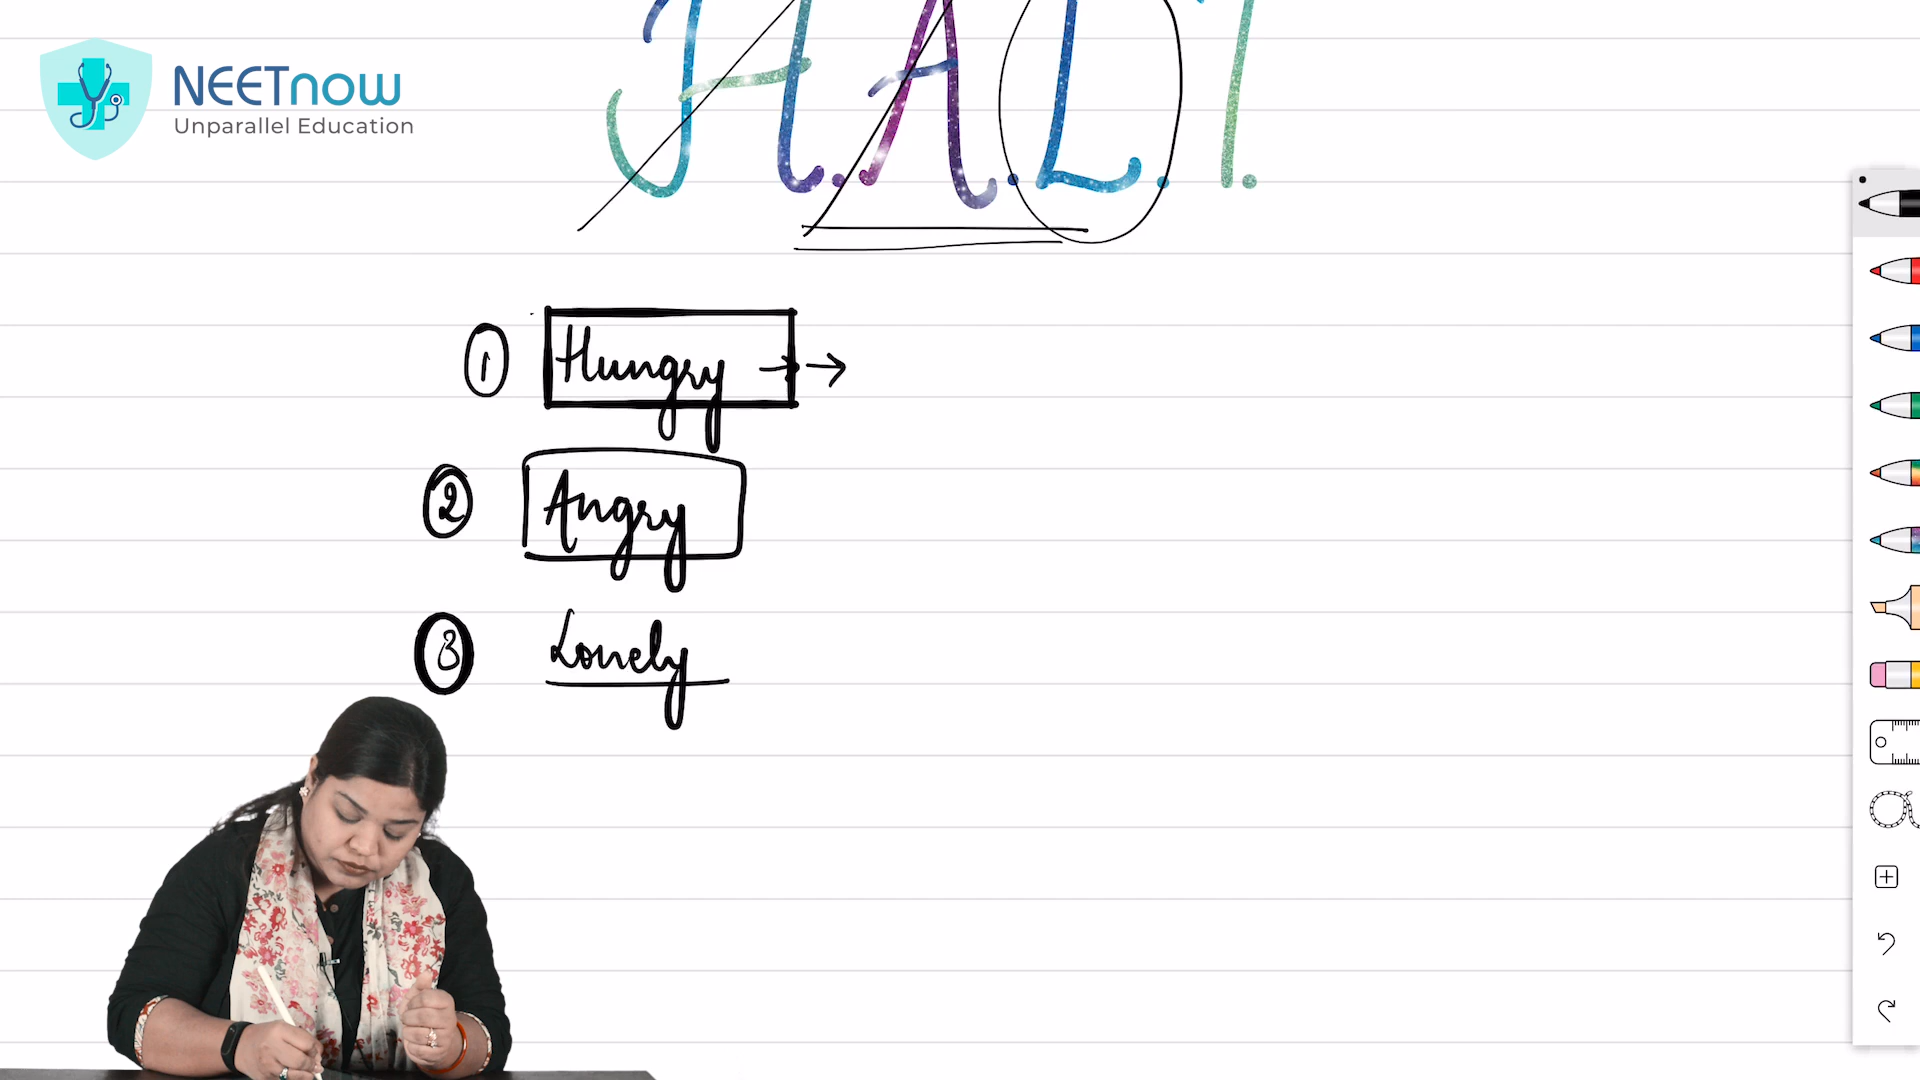 H.A.L.T.
NEETnow
Unparallel Education
1 Hungry → →
2 Angry
3 Lonely